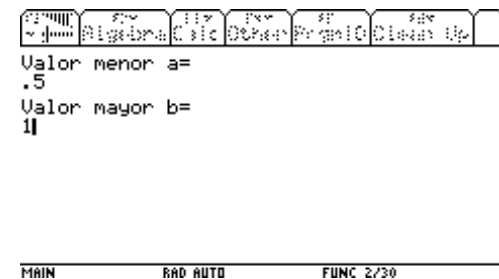 Algebra Calc Other PrgmIO Clean Up
Valor menor a=
.5
Valor mayor b=
1
MAIN RAD AUTO FUNC 2/30